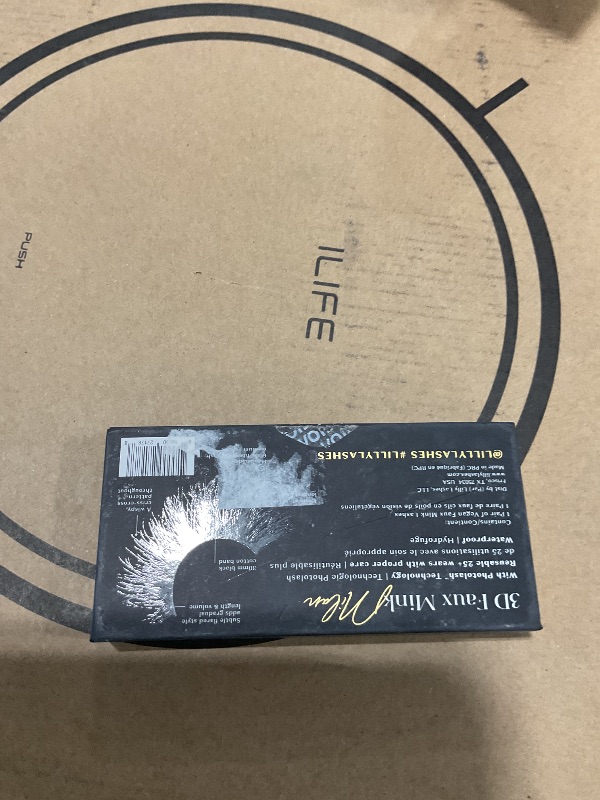 PUSH
ILIFE
3D Faux Mink
Milan
With Photolash™ Technology | Technologie Photolash
Reusable 25+ wears with proper care | Réutilisable plus
de 25 utilisations avec le soin approprié
Waterproof | Hydrofuge
Contains/Contient:
1 Pair of Vegan Faux Mink Lashes
1 Paire de faux cils en poils de vison végétaliens
Dist by (Par) Lilly Lashes, LLC
Frisco, TX 75034 USA
www.lillylashes.com
Made in PRC (Fabriqué en RPC)
@LILLYLASHES #LILLYLASHES
Subtle flared style
adds gradual
length & volume
black
cotton band
A wispy,
criss-cross
pattern
throughout